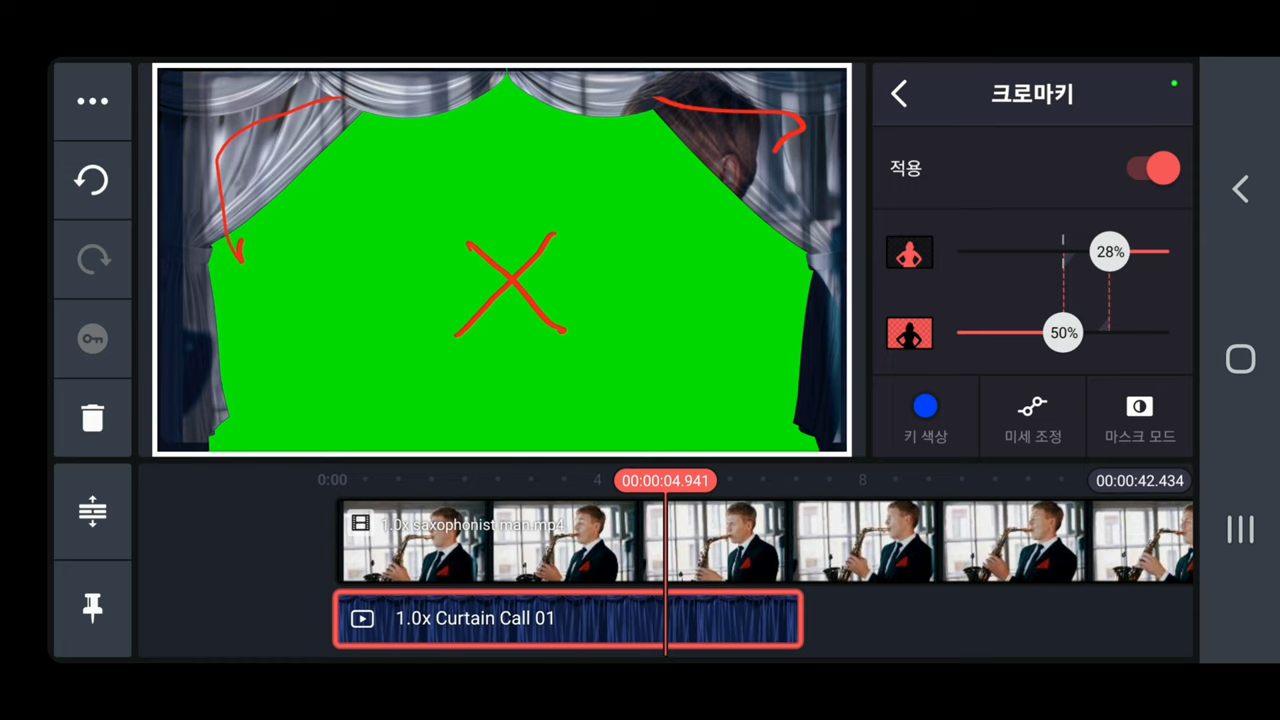 크로마키
적용
28%
50%
키 색상
미세 조정
마스크 모드
0:00
4
00:00:04.941
8
00:00:42.434
1.0x saxophonist man.mp4
1.0x Curtain Call 01